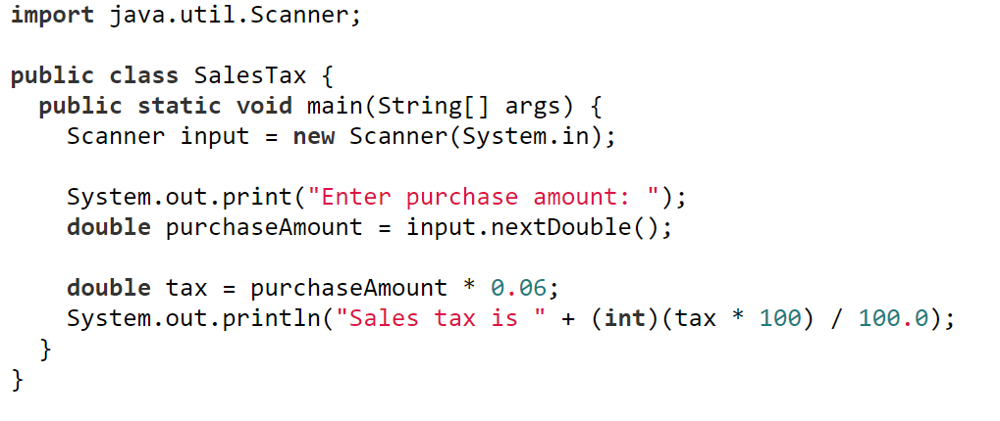 import java.util.Scanner;

public class SalesTax {
  public static void main(String[] args) {
    Scanner input = new Scanner(System.in);

    System.out.print("Enter purchase amount: ");
    double purchaseAmount = input.nextDouble();

    double tax = purchaseAmount * 0.06;
    System.out.println("Sales tax is " + (int)(tax * 100) / 100.0);
  }
}